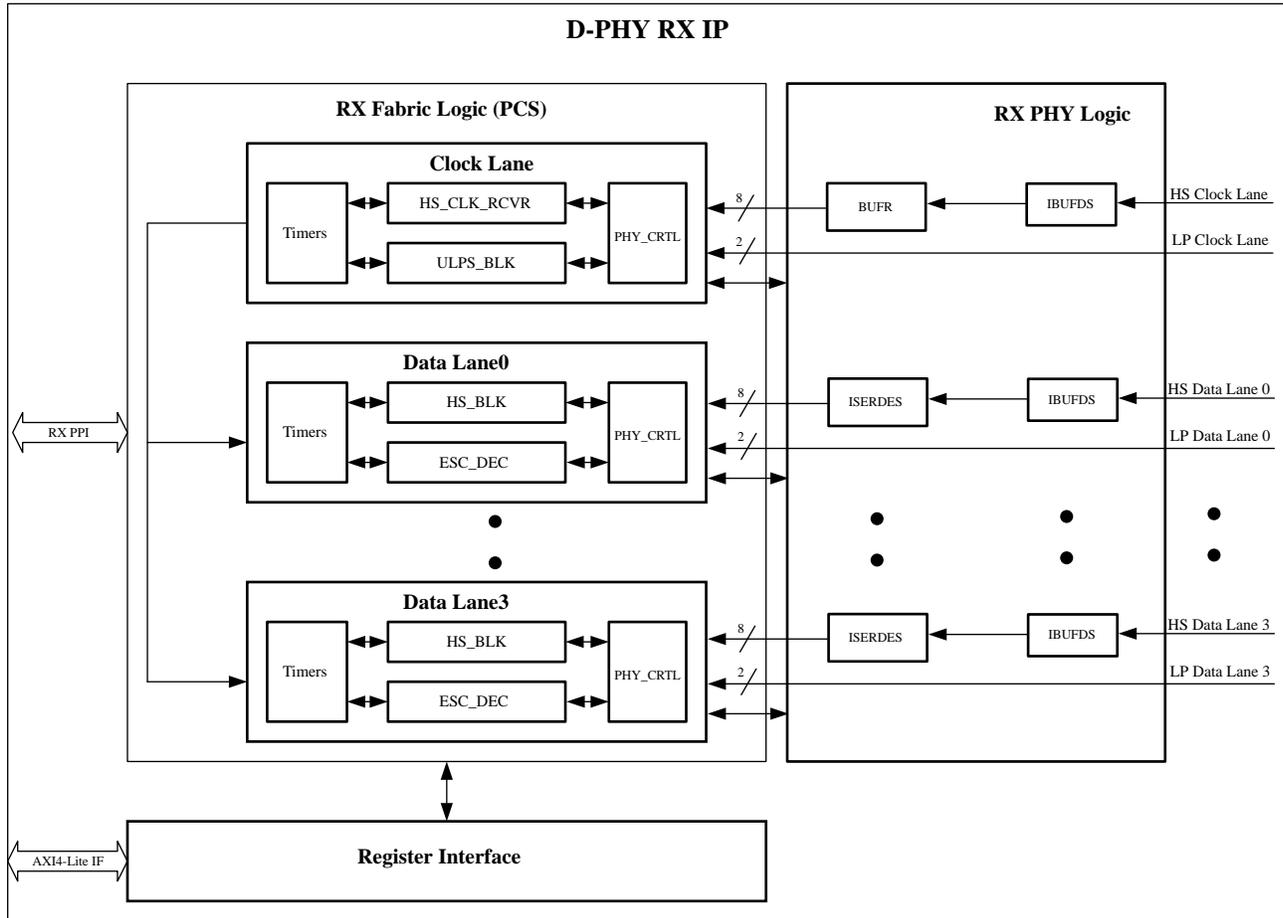 D-PHY RX IP
RX Fabric Logic (PCS)
RX PHY Logic
Clock Lane
Timers
HS_CLK_RCVR
ULPS_BLK
PHY_CRTL
8
2
BUFR
IBUFDS
HS Clock Lane
LP Clock Lane
Data Lane0
Timers
HS_BLK
ESC_DEC
PHY_CRTL
8
2
ISERDES
IBUFDS
HS Data Lane 0
LP Data Lane 0
RX PPI
Data Lane3
Timers
HS_BLK
ESC_DEC
PHY_CRTL
8
2
ISERDES
IBUFDS
HS Data Lane 3
LP Data Lane 3
AXI4-Lite IF
Register Interface